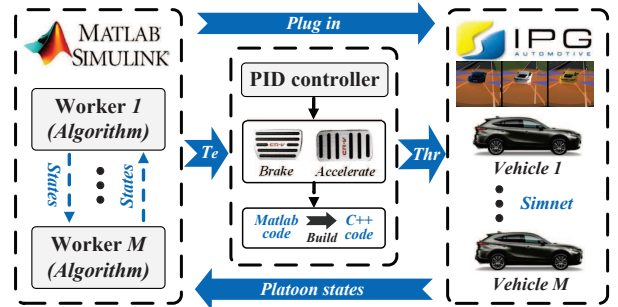 MATLAB
SIMULINK
Plug in
IPG
AUTOMOTIVE
PID controller
Worker 1
(Algorithm)
States
States
Te
Brake
Accelerate
Thr
Vehicle 1
Simnet
Worker M
(Algorithm)
Matlab
code
Build
C++
code
Vehicle M
Platoon states